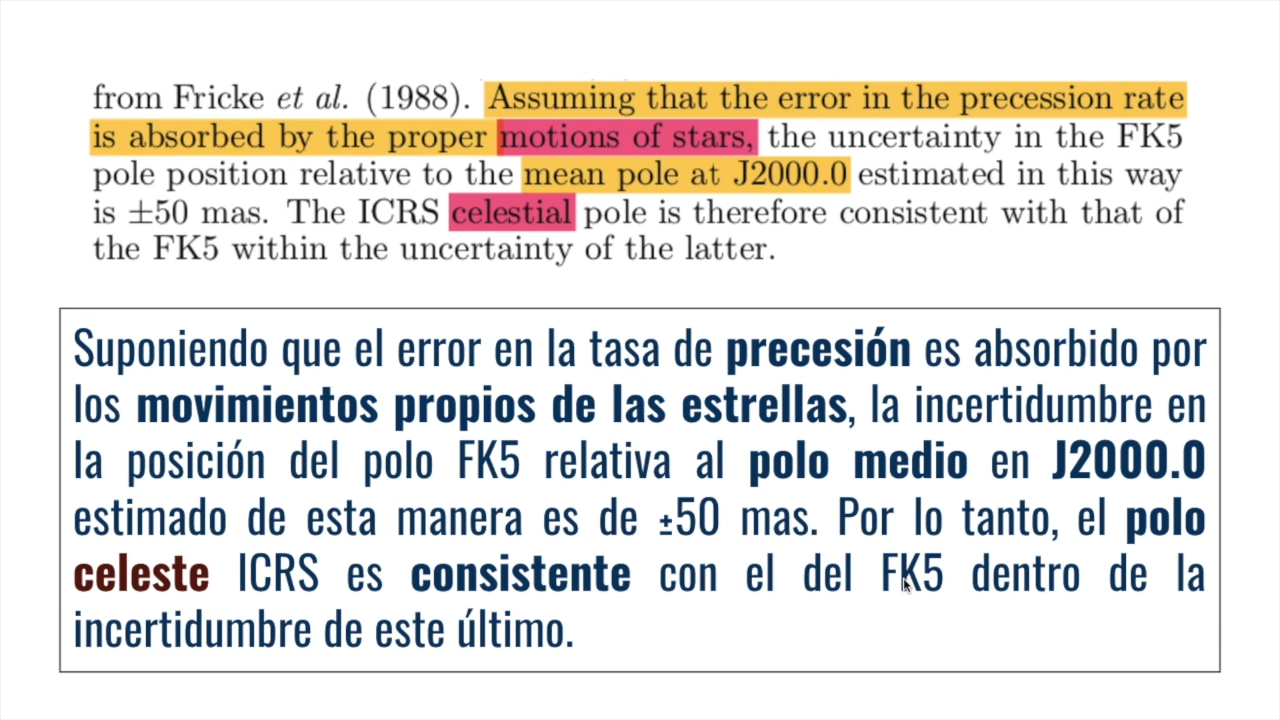 from Fricke et al. (1988). Assuming that the error in the precession rate
is absorbed by the proper motions of stars, the uncertainty in the FK5
pole position relative to the mean pole at J2000.0 estimated in this way
is ±50 mas. The ICRS celestial pole is therefore consistent with that of
the FK5 within the uncertainty of the latter.
Suponiendo que el error en la tasa de precesión es absorbido por
los movimientos propios de las estrellas, la incertidumbre en
la posición del polo FK5 relativa al polo medio en J2000.0
estimado de esta manera es de ±50 mas. Por lo tanto, el polo
celeste ICRS es consistente con el del FK5 dentro de la
incertidumbre de este último.